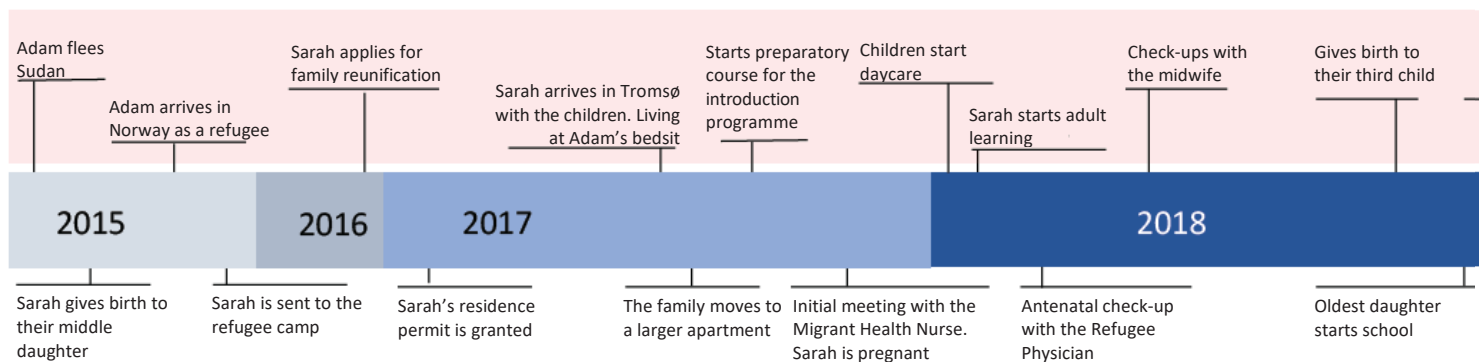 Adam flees
Sudan
Adam arrives in
Norway as a refugee
Sarah applies for
family reunification
Sarah arrives in Tromsø
with the children. Living
at Adam's bedsit
Starts preparatory
course for the
introduction
programme
Children start
daycare
Sarah starts adult
learning
Check-ups with
the midwife
Gives birth to
their third child
2015
2016
2017
2018
Sarah gives birth to
their middle
daughter
Sarah is sent to the
refugee camp
Sarah's residence
permit is granted
The family moves to
a larger apartment
Initial meeting with the
Migrant Health Nurse.
Sarah is pregnant
Antenatal check-up
with the Refugee
Physician
Oldest daughter
starts school